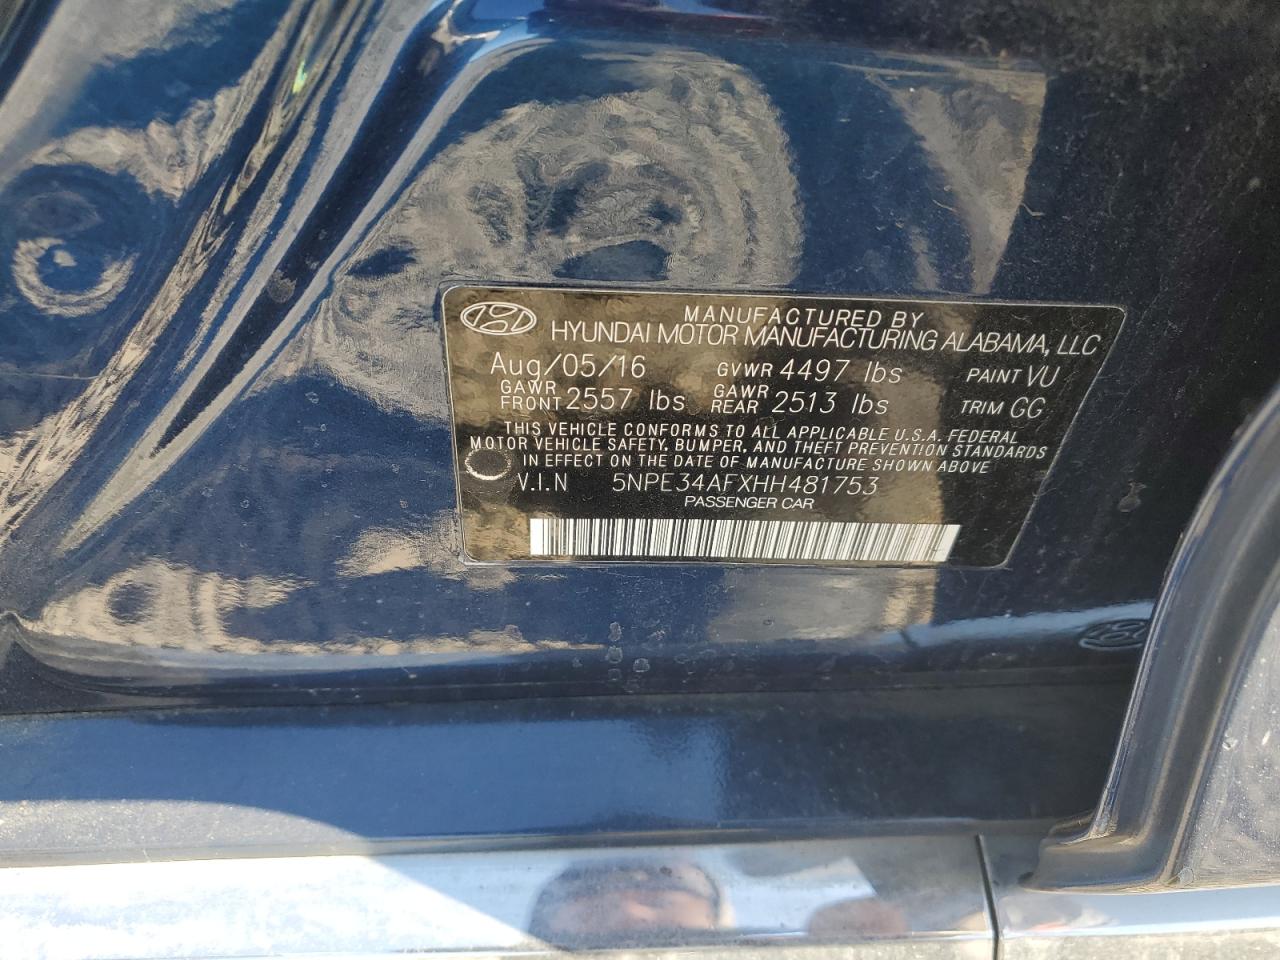 MANUFACTURED BY
HYUNDAI MOTOR MANUFACTURING ALABAMA, LLC
Aug/05/16 GVWR 4497 lbs PAINT VU
GAWR FRONT 2557 lbs GAWR REAR 2513 lbs TRIM GG
THIS VEHICLE CONFORMS TO ALL APPLICABLE U.S.A. FEDERAL
MOTOR VEHICLE SAFETY, BUMPER, AND THEFT PREVENTION STANDARDS
IN EFFECT ON THE DATE OF MANUFACTURE SHOWN ABOVE
V.I.N 5NPE34AFXHH481753
PASSENGER CAR